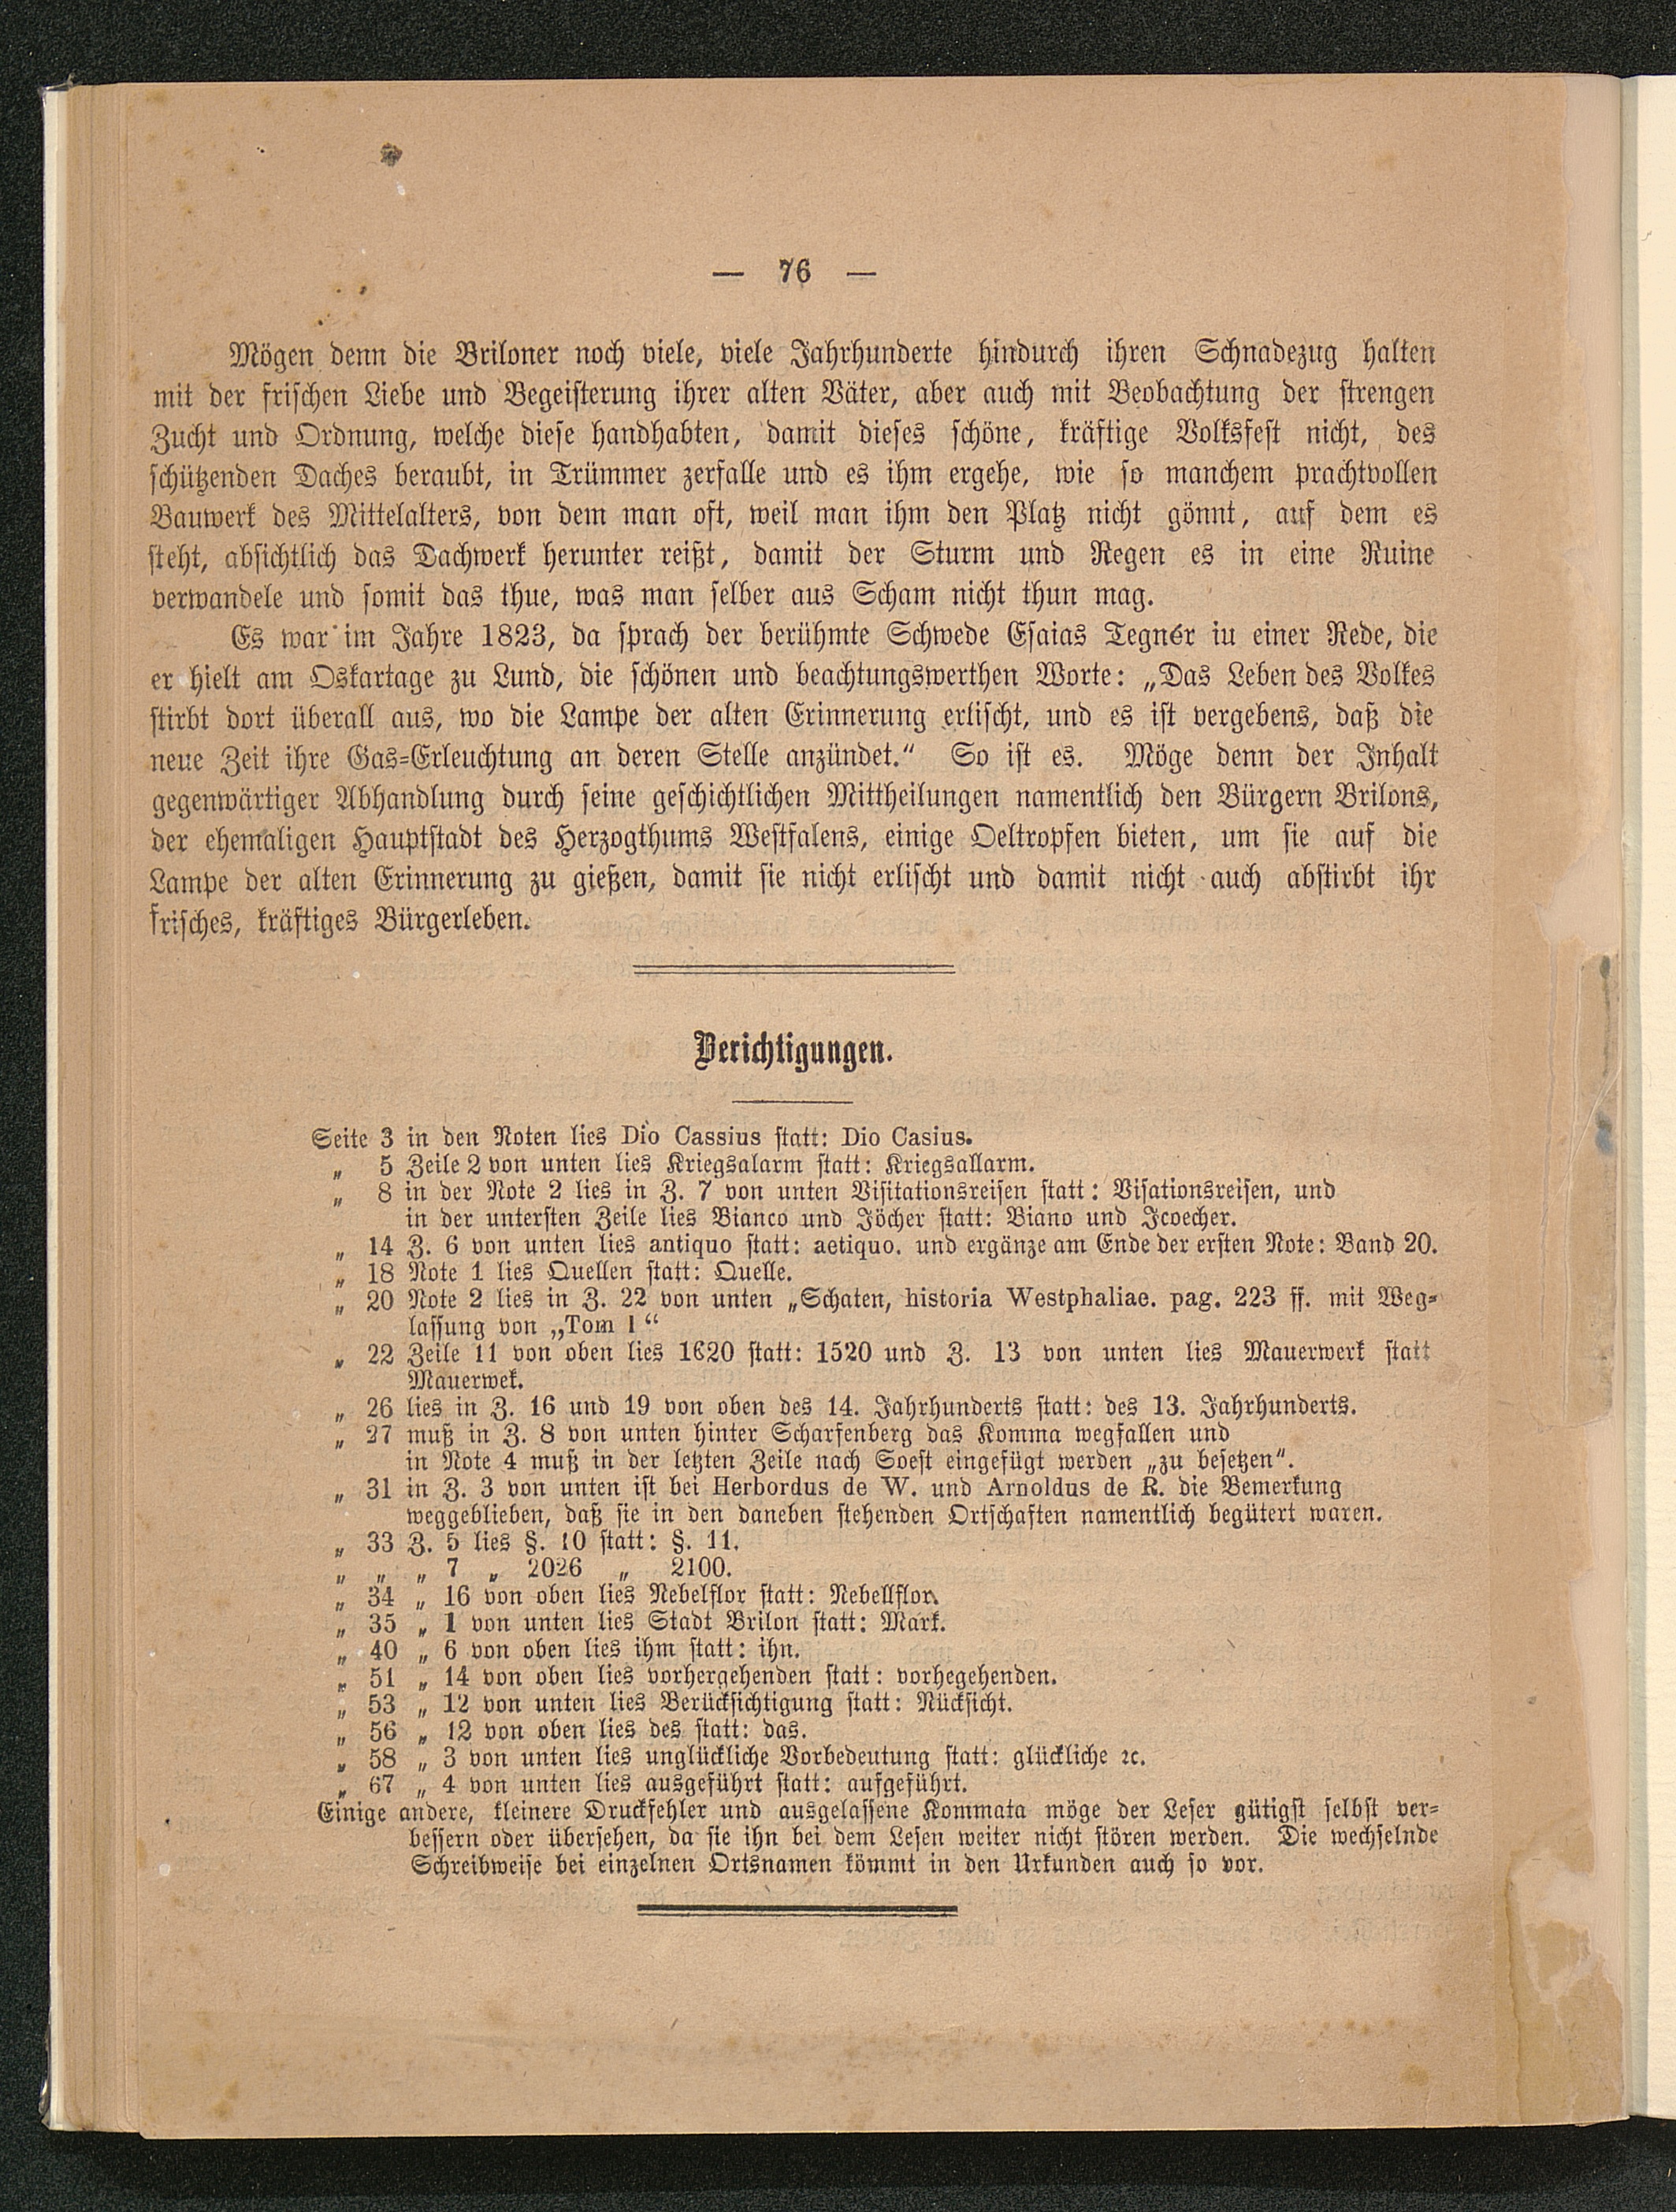 — 76 —
Mögen denn die Briloner noch viele, viele Jahrhunderte hindurch ihren Schnadezug halten
mit der frischen Liebe und Begeisterung ihrer alten Väter, aber auch mit Beobachtung der strengen
Zucht und Ordnung, welche diese handhabten, damit dieses schöne, kräftige Volksfest nicht, des
schützenden Daches beraubt, in Trümmer zerfalle und es ihm ergehe, wie so manchem prachtvollen
Bauwerk des Mittelalters, von dem man oft, weil man ihm den Platz nicht gönnt, auf dem es
steht, absichtlich das Dachwerk herunter reißt, damit der Sturm und Regen es in eine Ruine
verwandele und somit das thue, was man selber aus Scham nicht thun mag.
Es war im Jahre 1823, da sprach der berühmte Schwede Esaias Tegnér iu einer Rede, die
er hielt am Oskartage zu Lund, die schönen und beachtungswerthen Worte: „Das Leben des Volkes
stirbt dort überall aus, wo die Lampe der alten Erinnerung erlischt, und es ist vergebens, daß die
neue Zeit ihre Gas=Erleuchtung an deren Stelle anzündet.“ So ist es. Möge denn der Inhalt
gegenwärtiger Abhandlung durch seine geschichtlichen Mittheilungen namentlich den Bürgern Brilons,
der ehemaligen Hauptstadt des Herzogthums Westfalens, einige Oeltropfen bieten, um sie auf die
Lampe der alten Erinnerung zu gießen, damit sie nicht erlischt und damit nicht auch abstirbt ihr
frisches, kräftiges Bürgerleben.
Berichtigungen.
Seite 3 in den Noten lies Dio Cassius statt: Dio Casius.
„ 5 Zeile 2 von unten lies Kriegsalarm statt: Kriegsallarm.
„ 8 in der Note 2 lies in Z. 7 von unten Visitationsreisen statt: Visationsreisen, und
in der untersten Zeile lies Bianco und Jöcher statt: Biano und Jcoecher.
„ 14 Z. 6 von unten lies antiquo statt: aetiquo. und ergänze am Ende der ersten Note: Band 20.
„ 18 Note 1 lies Quellen statt: Quelle.
„ 20 Note 2 lies in Z. 22 von unten „Schaten, historia Westphaliae. pag. 223 ff. mit Weg=
lassung von „Tom I“
„ 22 Zeile 11 von oben lies 1620 statt: 1520 und Z. 13 von unten lies Mauerwerk statt
Mauerwek.
„ 26 lies in Z. 16 und 19 von oben des 14. Jahrhunderts statt: des 13. Jahrhunderts.
„ 27 muß in Z. 8 von unten hinter Scharfenberg das Komma wegfallen und
in Note 4 muß in der letzten Zeile nach Soest eingefügt werden „zu besetzen“.
„ 31 in Z. 3 von unten ist bei Herbordus de W. und Arnoldus de R. die Bemerkung
weggeblieben, daß sie in den daneben stehenden Ortschaften namentlich begütert waren.
„ 33 Z. 5 lies §. 10 statt: §. 11.
„ „ „ 7 „ 2026 „ 2100.
„ 34 „ 16 von oben lies Nebelflor statt: Nebellflor.
„ 35 „ 1 von unten lies Stadt Brilon statt: Mark.
„ 40 „ 6 von oben lies ihm statt: ihn.
„ 51 „ 14 von oben lies vorhergehenden statt: vorhegehenden.
„ 53 „ 12 von unten lies Berücksichtigung statt: Rücksicht.
„ 56 „ 12 von oben lies des statt: das.
„ 58 „ 3 von unten lies unglückliche Vorbedeutung statt: glückliche ꝛc.
„ 67 „ 4 von unten lies ausgeführt statt: aufgeführt.
Einige andere, kleinere Druckfehler und ausgelassene Kommata möge der Leser gütigst selbst ver=
bessern oder übersehen, da sie ihn bei dem Lesen weiter nicht stören werden. Die wechselnde
Schreibweise bei einzelnen Ortsnamen kömmt in den Urkunden auch so vor.